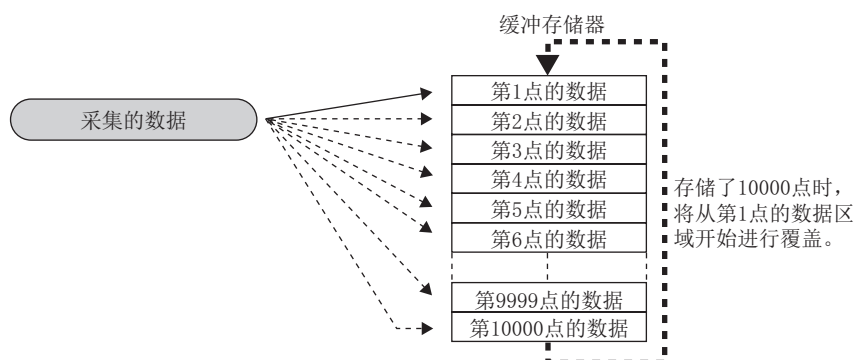 缓冲存储器
采集的数据
第1点的数据
第2点的数据
第3点的数据
第4点的数据
第5点的数据
第6点的数据
第9999点的数据
第10000点的数据
存储了10000点时，
将从第1点的数据区
域开始进行覆盖。